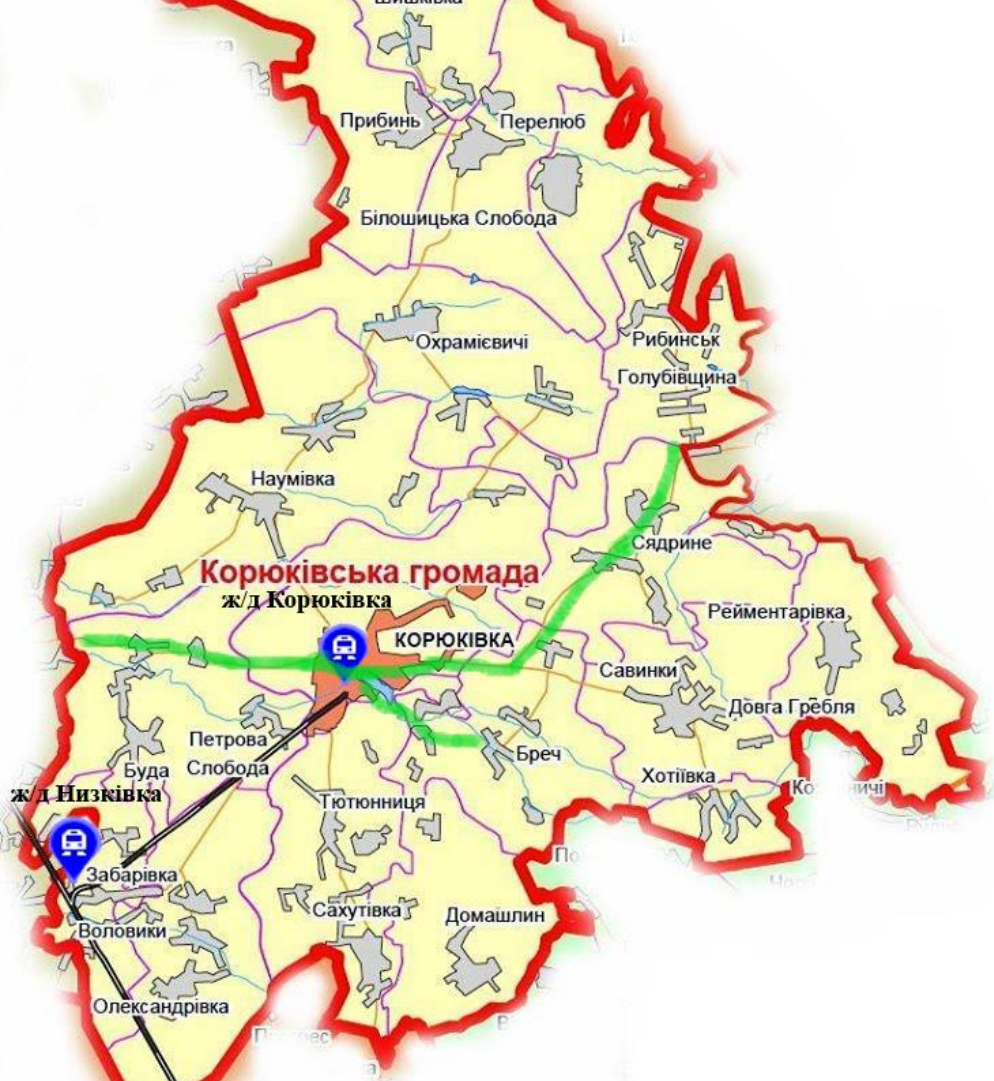 Шишківка
Прибинь
Перелюб
Білошицька Слобода
Охрамієвичі
Рибинськ
Голубівщина
Наумівка
Сядрине
Корюківська громада
ж/д Корюківка
КОРЮКІВКА
Рейментарівка
Савинки
Довга Гребля
Петрова
Слобода
Бреч
Буда
Хотіївка
ж/д Низківка
Тютюнниця
Забарівка
Сахутівка
Домашлин
Воловики
Олександрівка